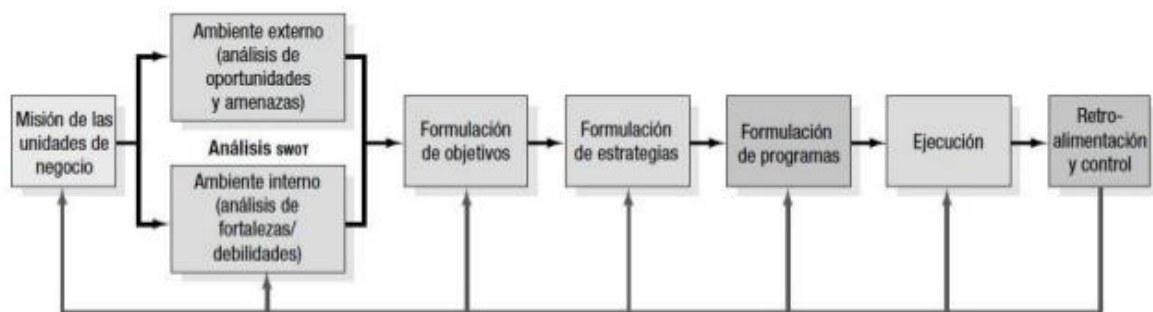 Misión de las
unidades de
negocio
Ambiente externo
(análisis de
oportunidades
y amenazas)
Análisis SWOT
Ambiente interno
(análisis de
fortalezas/
debilidades)
Formulación
de objetivos
Formulación
de estrategias
Formulación
de programas
Ejecución
Retro-
alimentación
y control